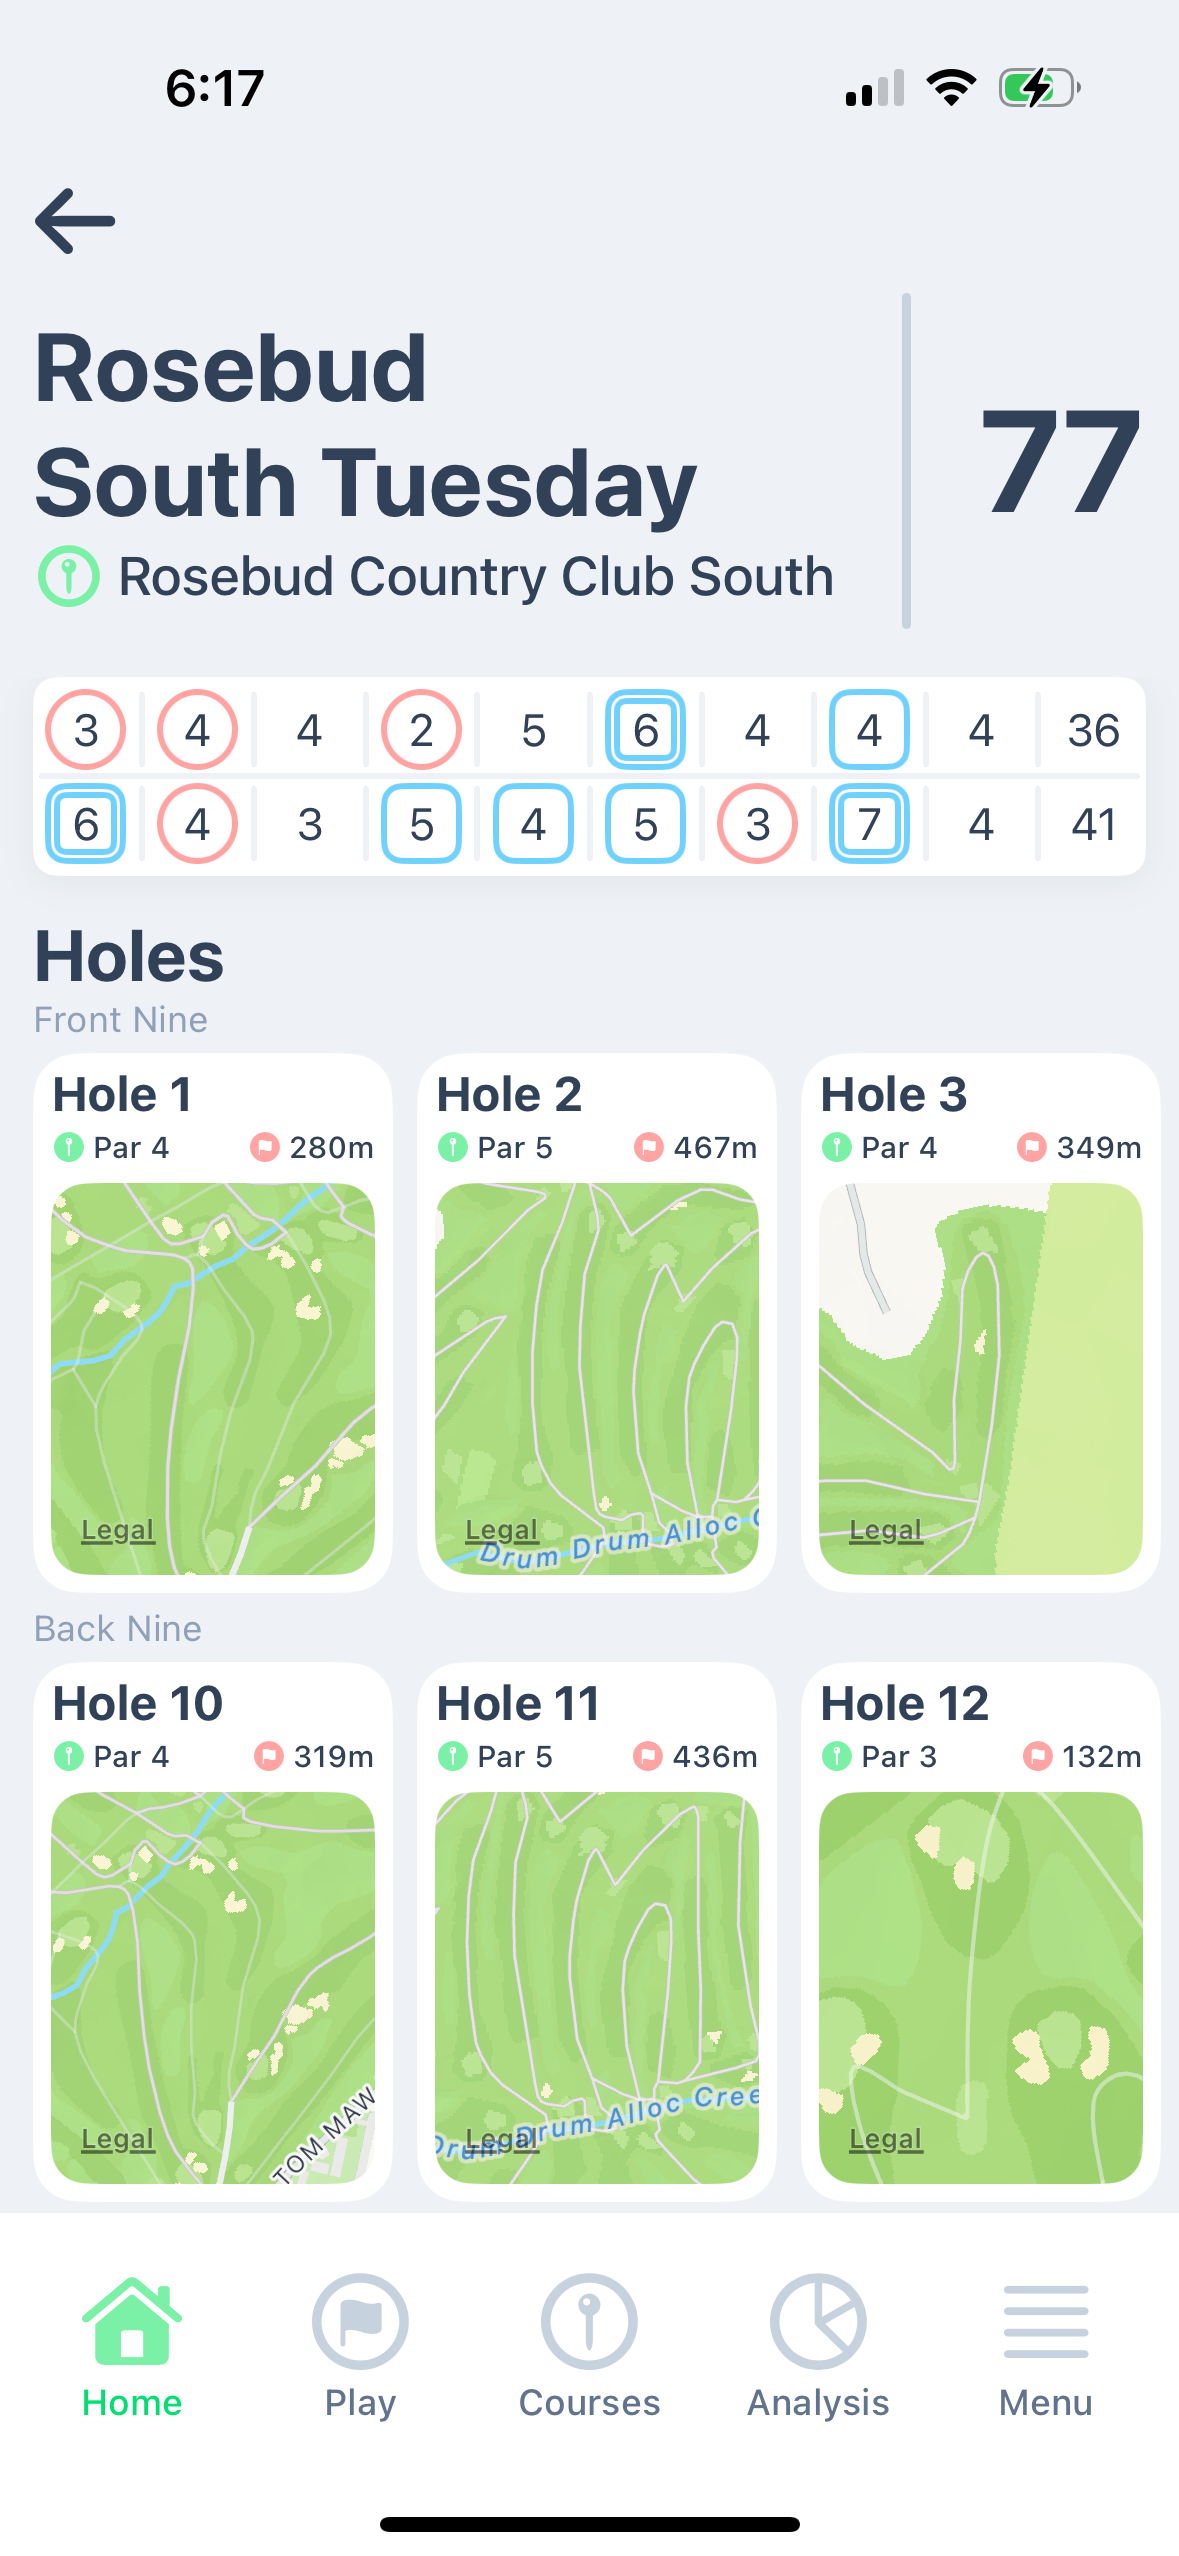 6:17
Rosebud
South Tuesday
Rosebud Country Club South
77
3 4 4 2 5 6 4 4 4 36
6 4 3 5 4 5 3 7 4 41
Holes
Front Nine
Hole 1
Par 4 280m
Legal
Hole 2
Par 5 467m
Legal
Drum Drum Alloc C
Hole 3
Par 4 349m
Legal
Back Nine
Hole 10
Par 4 319m
TOM MAW
Legal
Hole 11
Par 5 436m
Drum Drum Alloc Cree
Legal
Hole 12
Par 3 132m
Legal
Home Play Courses Analysis Menu